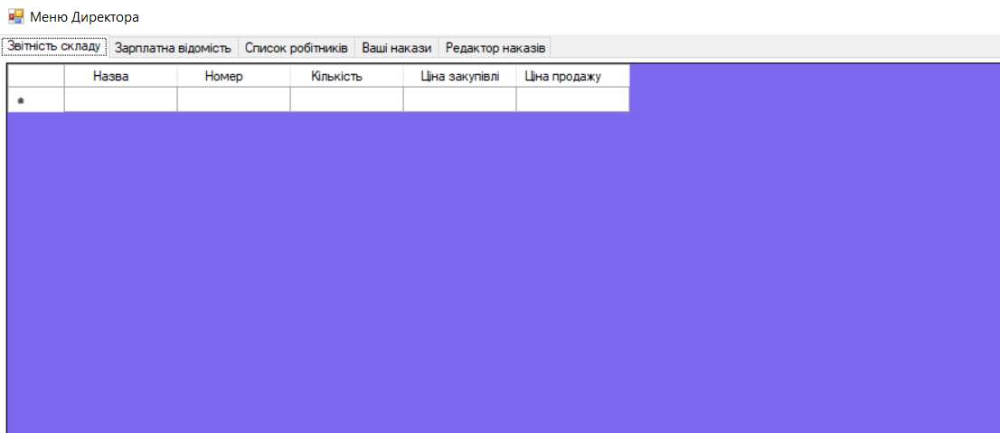 Меню Директора
Звітність складу Зарплатна відомість Список робітників Ваші накази Редактор наказів
Назва Номер Кількість Ціна закупівлі Ціна продажу
*